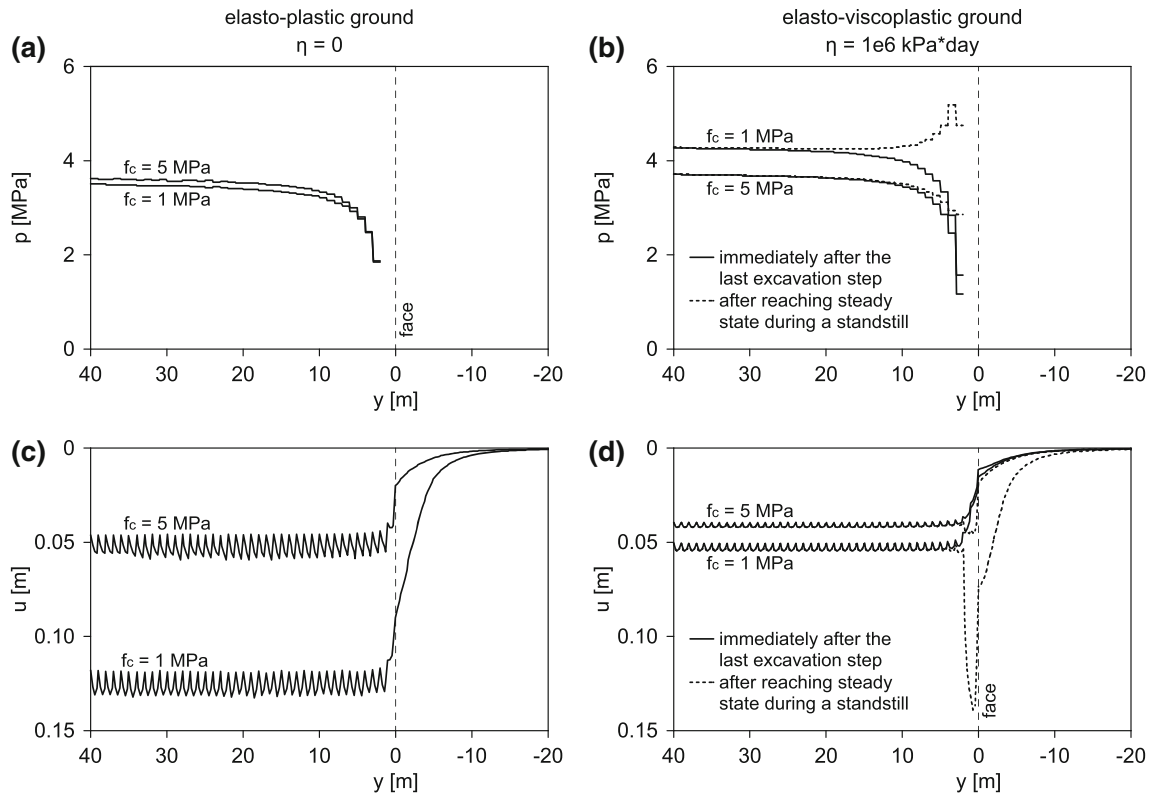 elasto-plastic ground
η = 0
elasto-viscoplastic ground
η = 1e6 kPa*day
(a)
6
4
2
0
p [MPa]
fc = 5 MPa
fc = 1 MPa
face
40 30 20 10 0 -10 -20
y [m]
(b)
6
4
2
0
p [MPa]
fc = 1 MPa
fc = 5 MPa
immediately after the
last excavation step
after reaching steady
state during a standstill
40 30 20 10 0 -10 -20
y [m]
(c)
0
0.05
0.10
0.15
u [m]
fc = 5 MPa
fc = 1 MPa
40 30 20 10 0 -10 -20
y [m]
(d)
0
0.05
0.10
0.15
u [m]
fc = 5 MPa
fc = 1 MPa
immediately after the
last excavation step
after reaching steady
state during a standstill
face
40 30 20 10 0 -10 -20
y [m]